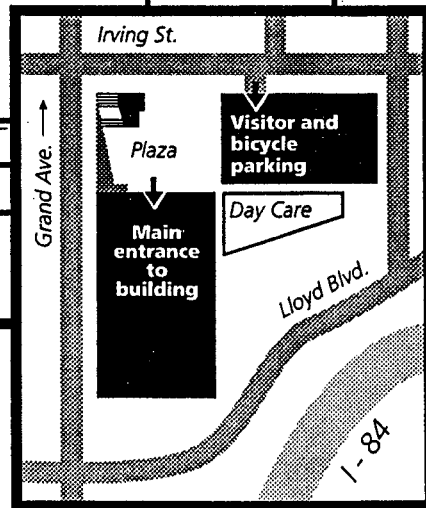 Irving St.
Grand Ave.
Plaza
Visitor and
bicycle
parking
Day Care
Main
entrance
to
building
Lloyd Blvd.
I - 84